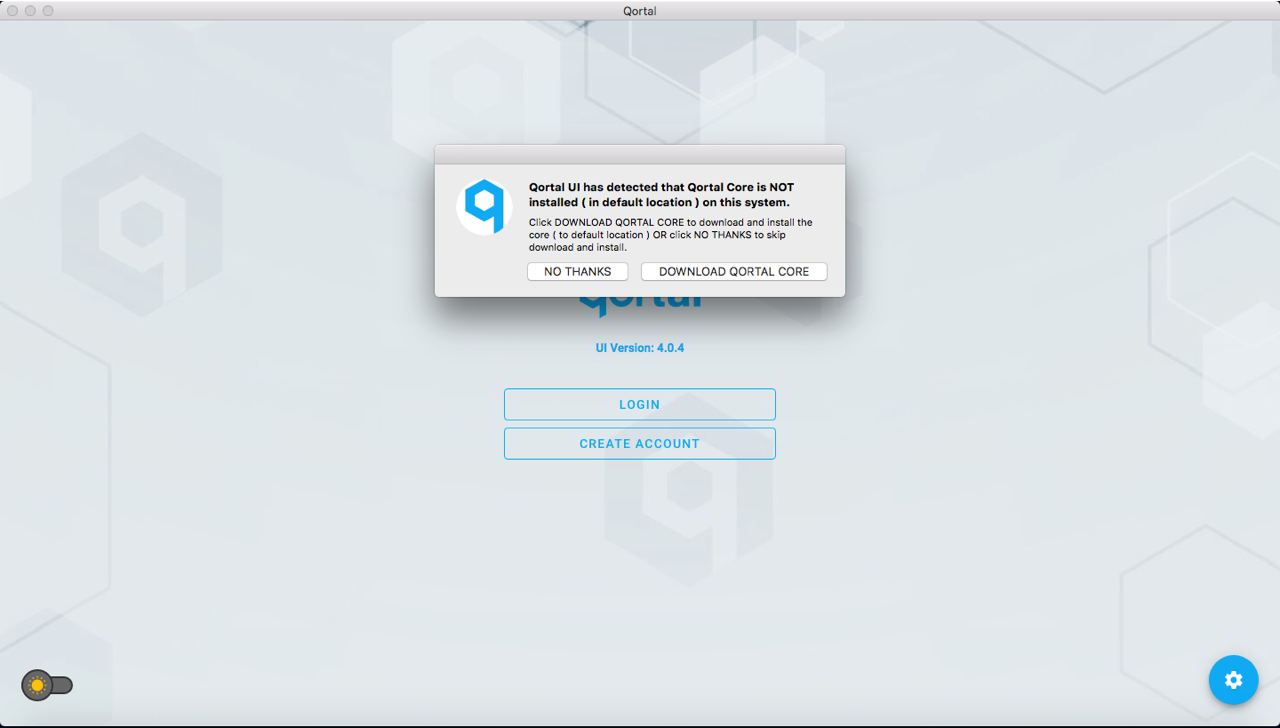 Qortal
Qortal UI has detected that Qortal Core is NOT
installed ( in default location ) on this system.
Click DOWNLOAD QORTAL CORE to download and install the
core ( to default location ) OR click NO THANKS to skip
download and install.
NO THANKS
DOWNLOAD QORTAL CORE
qortal
UI Version: 4.0.4
LOGIN
CREATE ACCOUNT